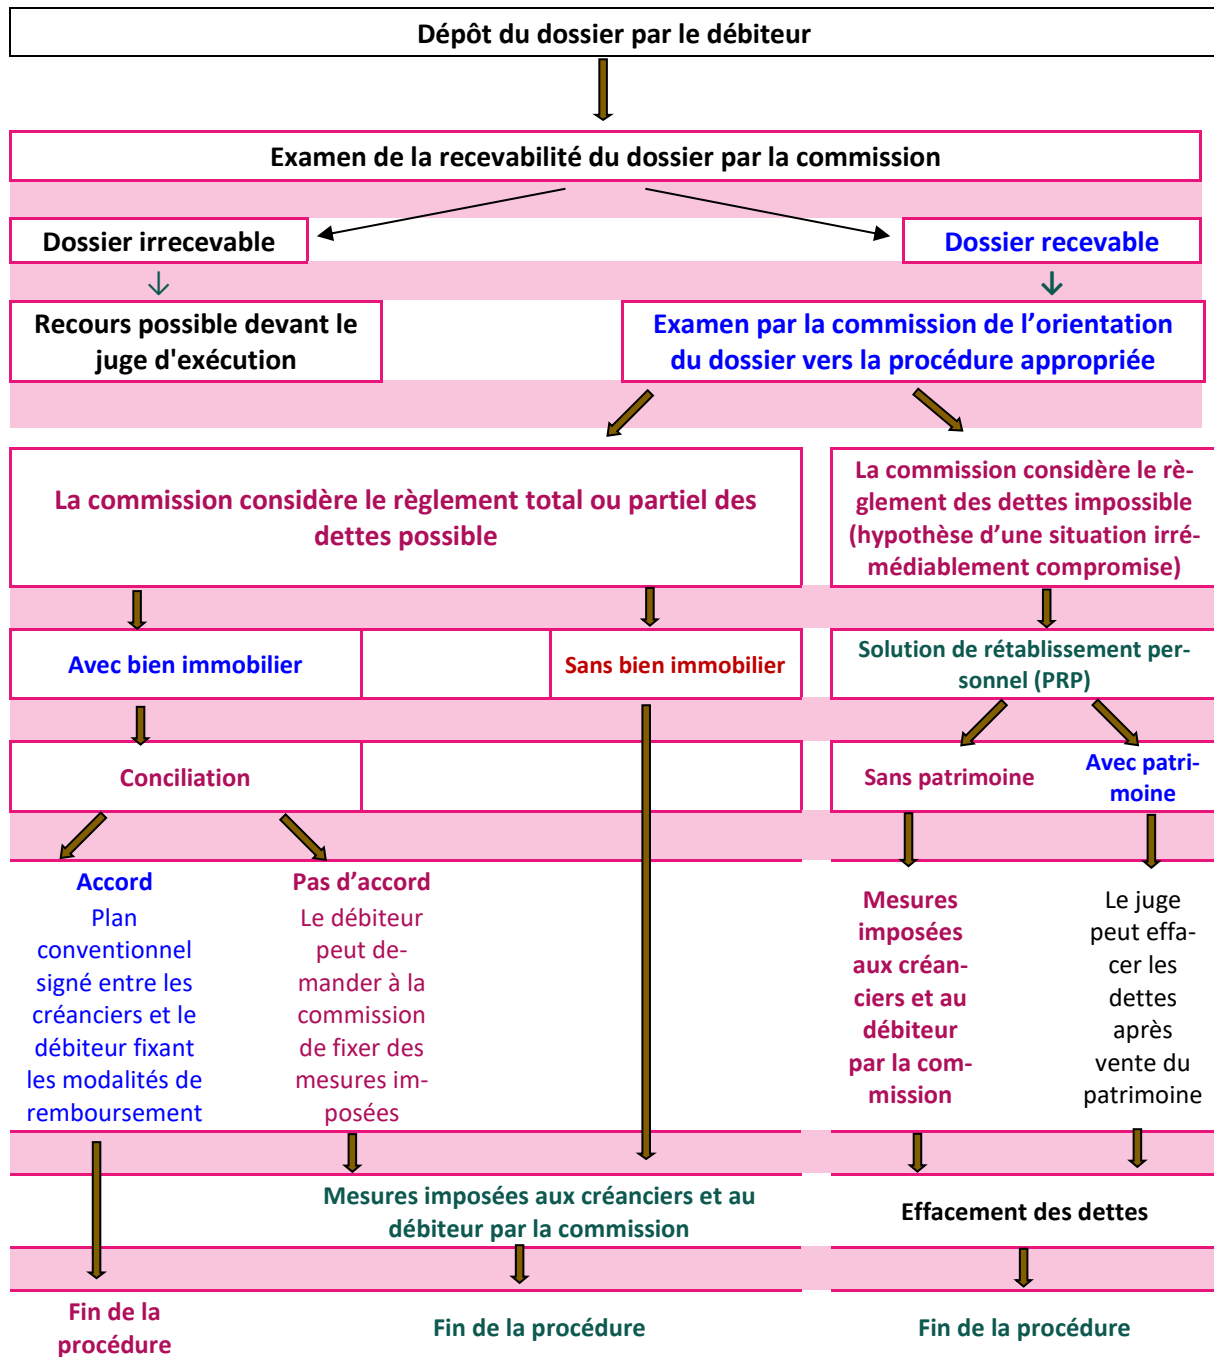 Dépôt du dossier par le débiteur
Examen de la recevabilité du dossier par la commission
Dossier irrecevable
Dossier recevable
↓
↓
Recours possible devant le
juge d'exécution
Examen par la commission de l’orientation
du dossier vers la procédure appropriée
La commission considère le règlement total ou partiel des
dettes possible
La commission considère le rè-
glement des dettes impossible
(hypothèse d’une situation irré-
médiablement compromise)
Avec bien immobilier
Sans bien immobilier
Solution de rétablissement per-
sonnel (PRP)
Conciliation
Sans patrimoine
Avec patri-
moine
Accord
Plan
conventionnel
signé entre les
créanciers et le
débiteur fixant
les modalités de
remboursement
Pas d’accord
Le débiteur
peut de-
mander à la
commission
de fixer des
mesures im-
posées
Mesures
imposées
aux créan-
ciers et au
débiteur
par la com-
mission
Le juge
peut effa-
cer les
dettes
après
vente du
patrimoine
Mesures imposées aux créanciers et au
débiteur par la commission
Effacement des dettes
Fin de la
procédure
Fin de la procédure
Fin de la procédure